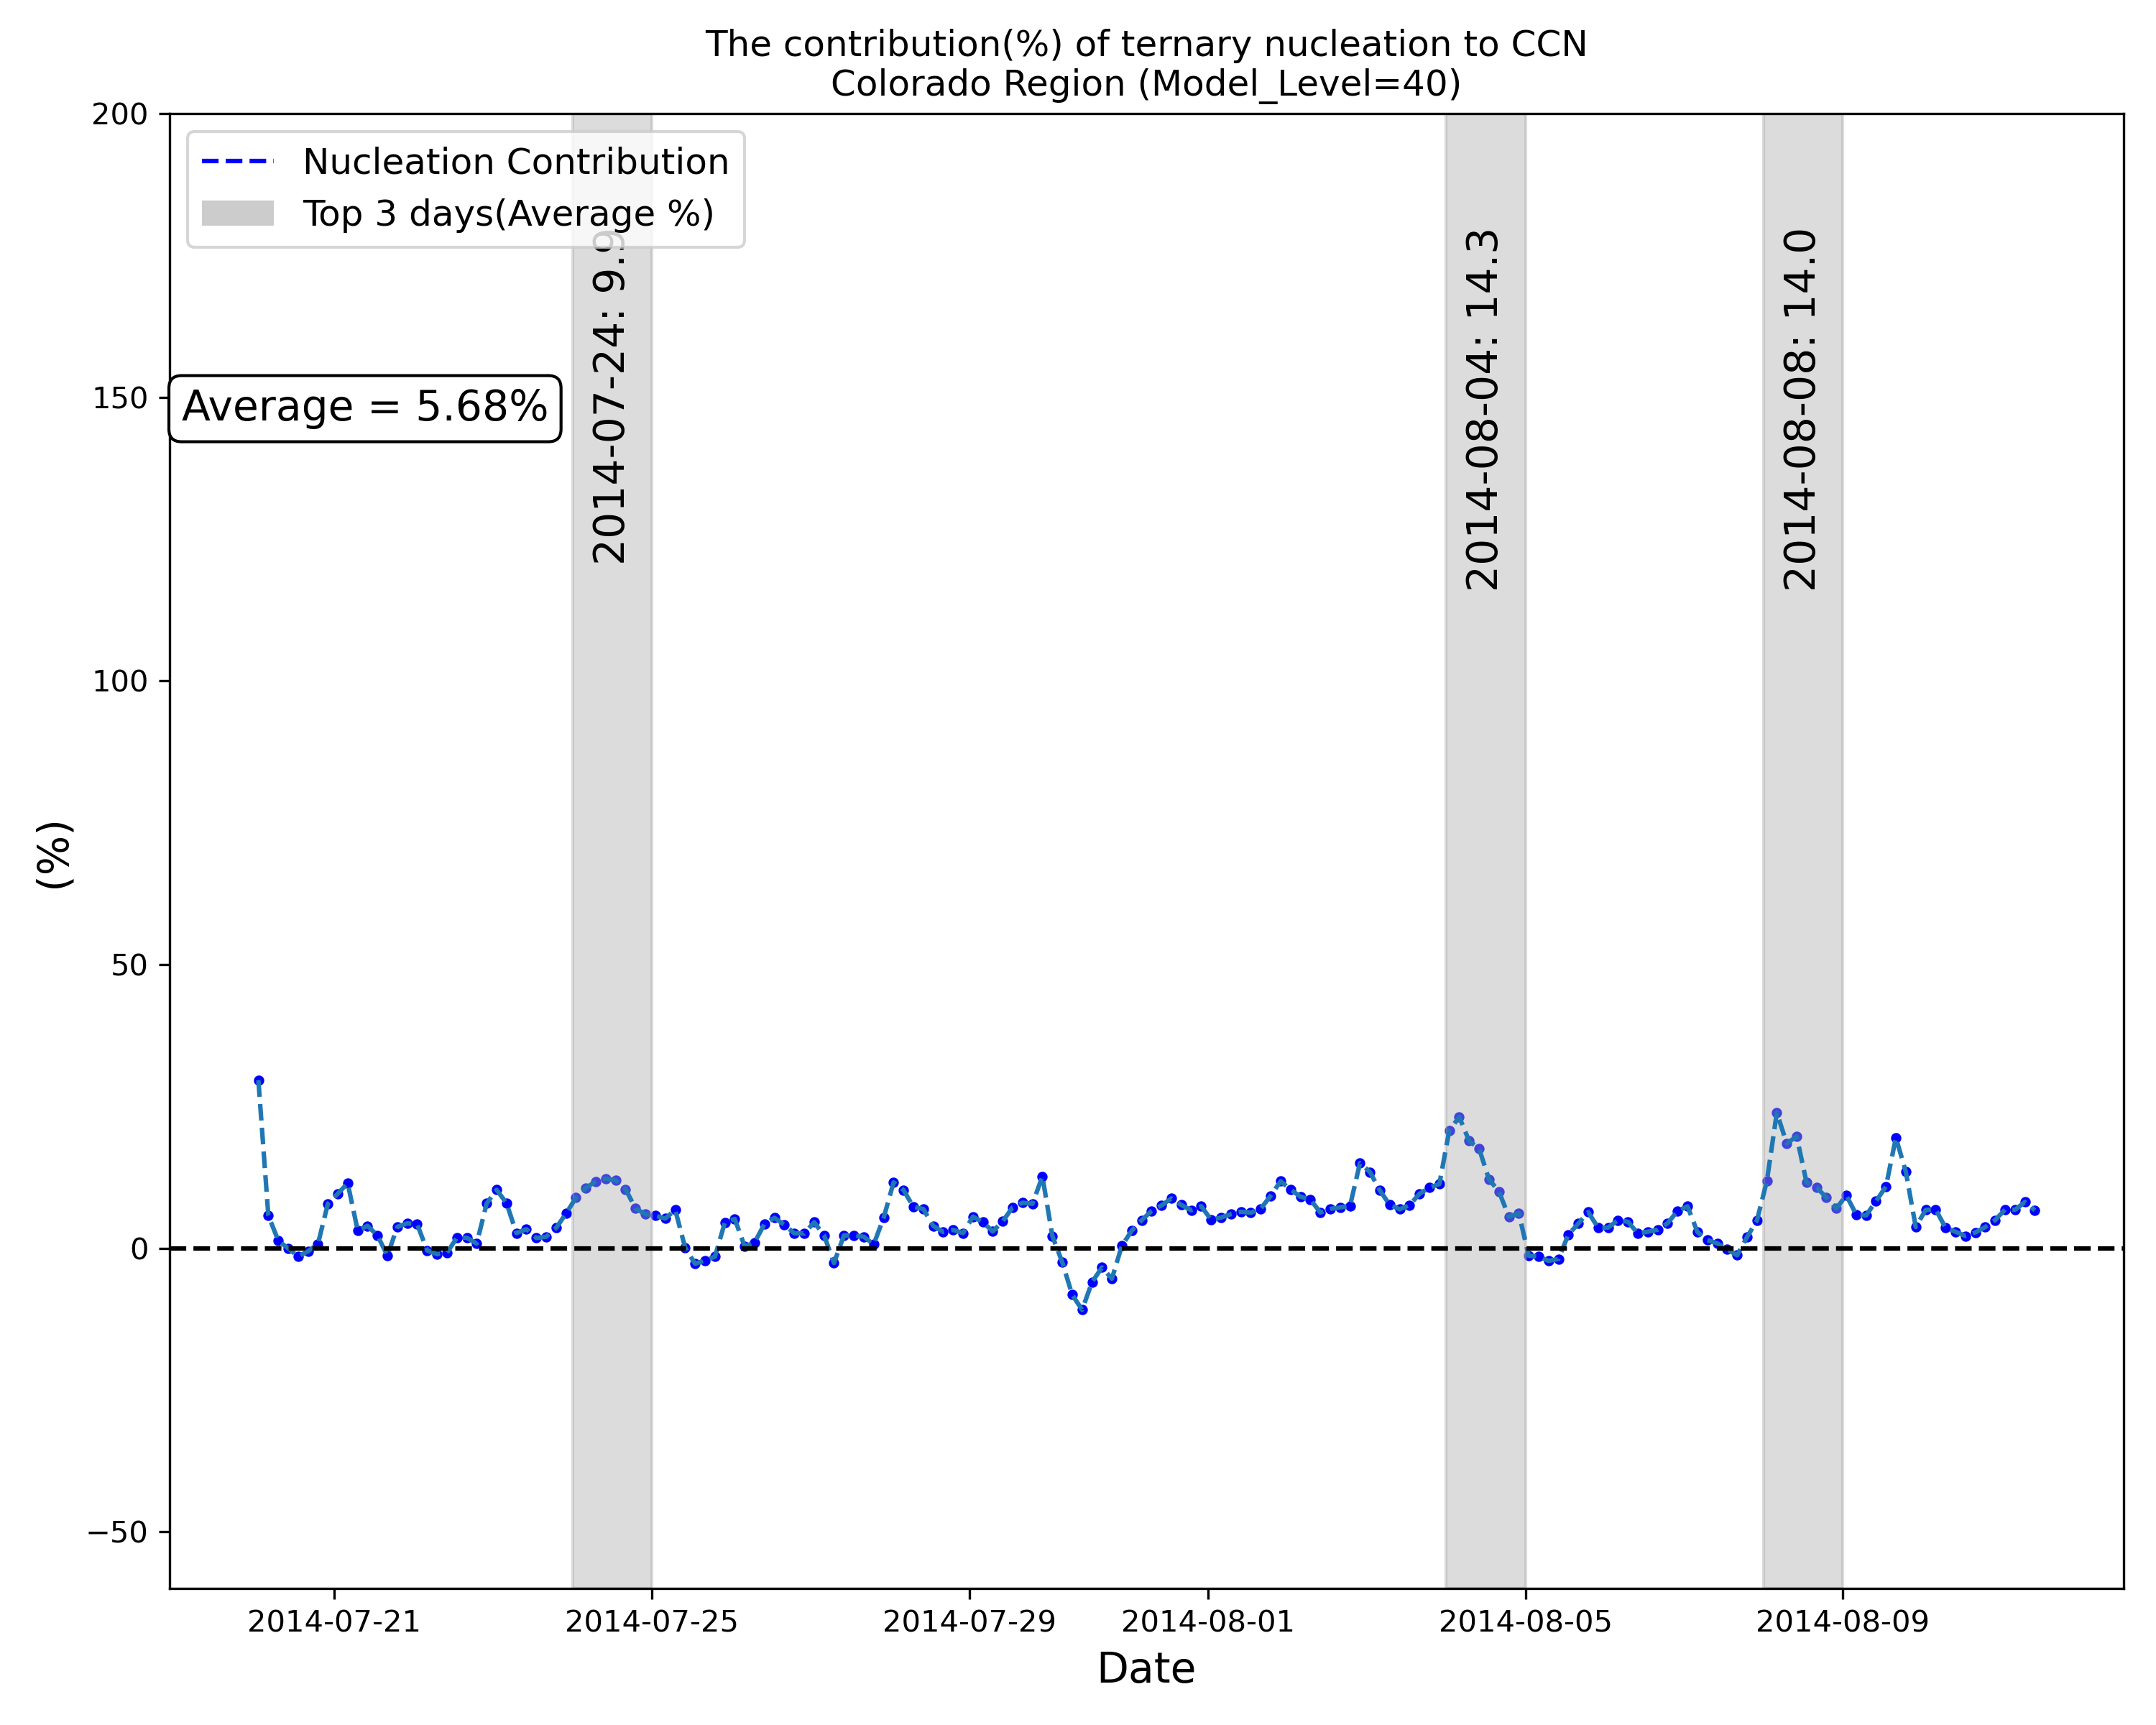 The contribution(%) of ternary nucleation to CCN
Colorado Region (Model_Level=40)
200
150
100
50
0
−50
(%)
Nucleation Contribution
Top 3 days(Average %)
Average = 5.68%
2014-07-24: 9.9
2014-08-04: 14.3
2014-08-08: 14.0
2014-07-21
2014-07-25
2014-07-29
2014-08-01
2014-08-05
2014-08-09
Date